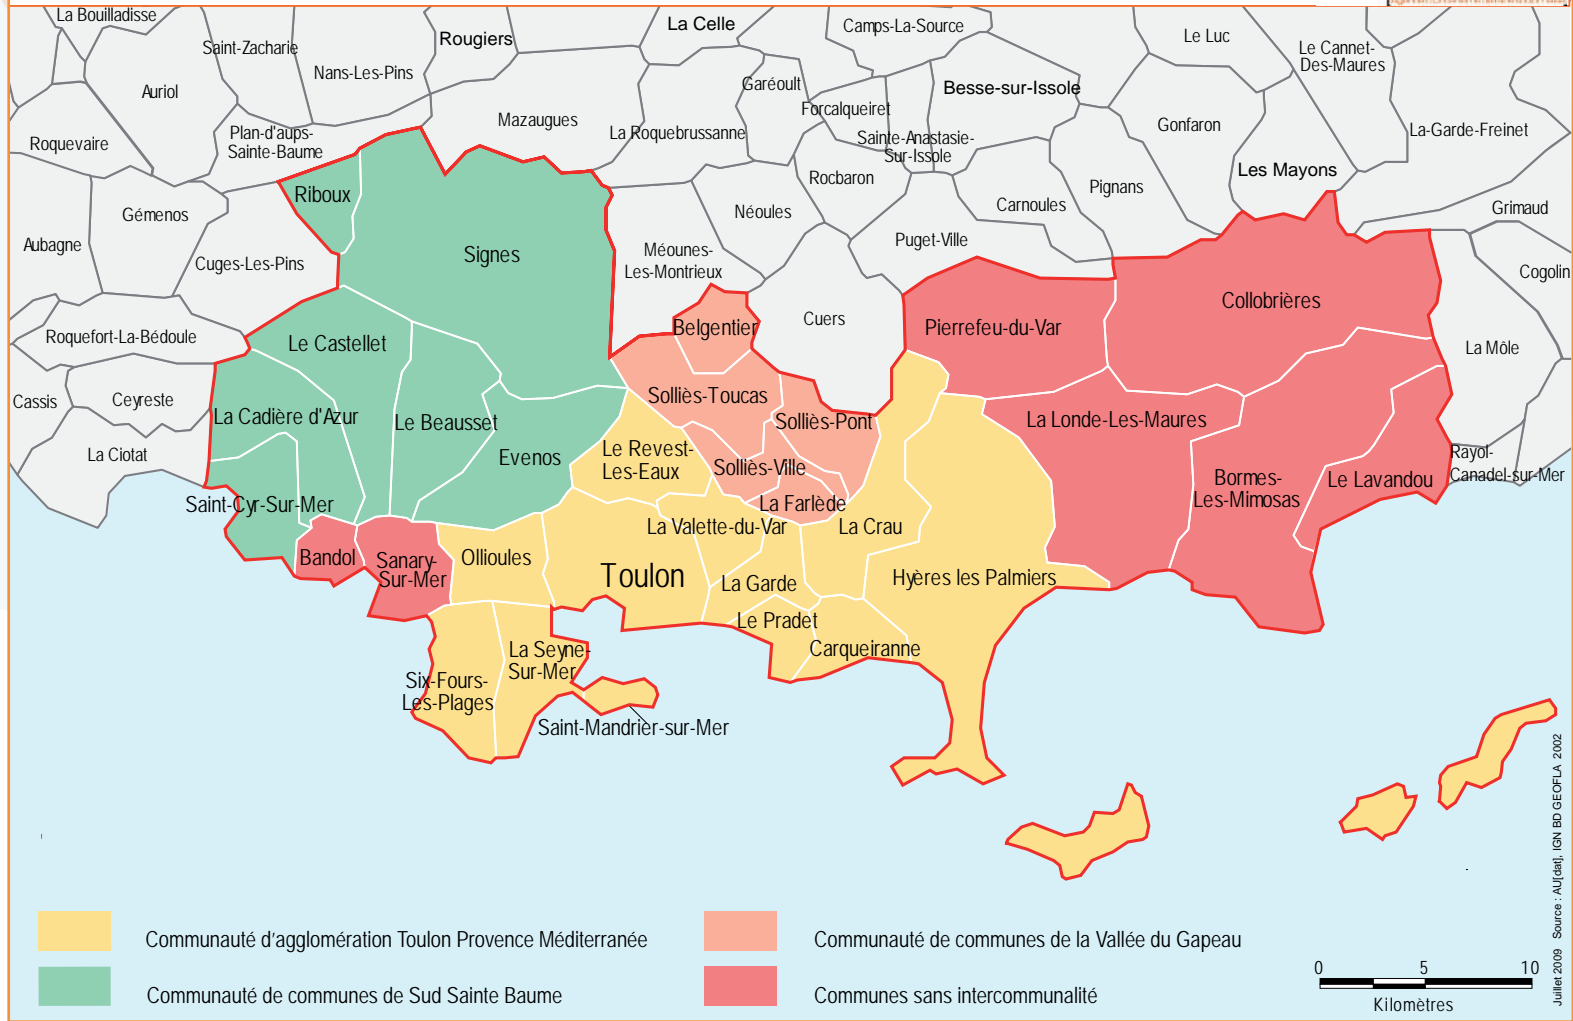 La Bouilladisse
Saint-Zacharie
Rougiers
La Celle
Camps-La-Source
Le Luc
Le Cannet-
Des-Maures
Auriol
Nans-Les-Pins
Garéoult
Besse-sur-Issole
Forcalqueiret
Mazaugues
La Roquebrussanne
Gonfaron
La-Garde-Freinet
Roquevaire
Plan-d'aups-
Sainte-Baume
Sainte-Anastasie-
Sur-Issole
Rocbaron
Les Mayons
Riboux
Pignans
Gémenos
Néoules
Carnoules
Grimaud
Aubagne
Signes
Méounes-
Les-Montrieux
Puget-Ville
Cuges-Les-Pins
Cogolin
Collobrières
Belgentier
Cuers
Pierrefeu-du-Var
Roquefort-La-Bédoule
Le Castellet
La Môle
Cassis
Ceyreste
Solliès-Toucas
La Cadière d'Azur
Le Beausset
Solliès-Pont
La Londe-Les-Maures
La Ciotat
Evenos
Le Revest-
Les-Eaux
Solliès-Ville
Rayol-
Canadel-sur-Mer
Bormes-
Les-Mimosas
Le Lavandou
Saint-Cyr-Sur-Mer
La Farlède
La Valette-du-Var
La Crau
Bandol
Sanary-
Sur-Mer
Ollioules
Toulon
La Garde
Hyères les Palmiers
Le Pradet
Carqueiranne
La Seyne-
Sur-Mer
Six-Fours-
Les-Plages
Saint-Mandrier-sur-Mer
Communauté d'agglomération Toulon Provence Méditerranée
Communauté de communes de la Vallée du Gapeau
Communauté de communes de Sud Sainte Baume
Communes sans intercommunalité
0 5 10
Kilomètres
Juillet 2009 Source : AU[dat], IGN BD GEOFLA 2002